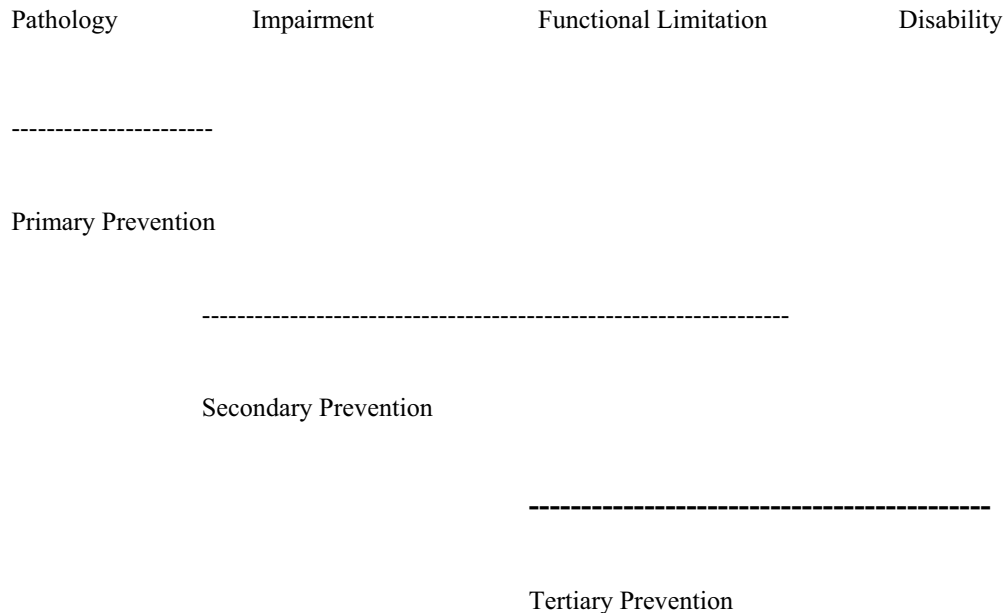 Pathology Impairment Functional Limitation Disability
-----------------------
Primary Prevention
-------------------------------------------------------------------
Secondary Prevention
--------------------------------------------
Tertiary Prevention